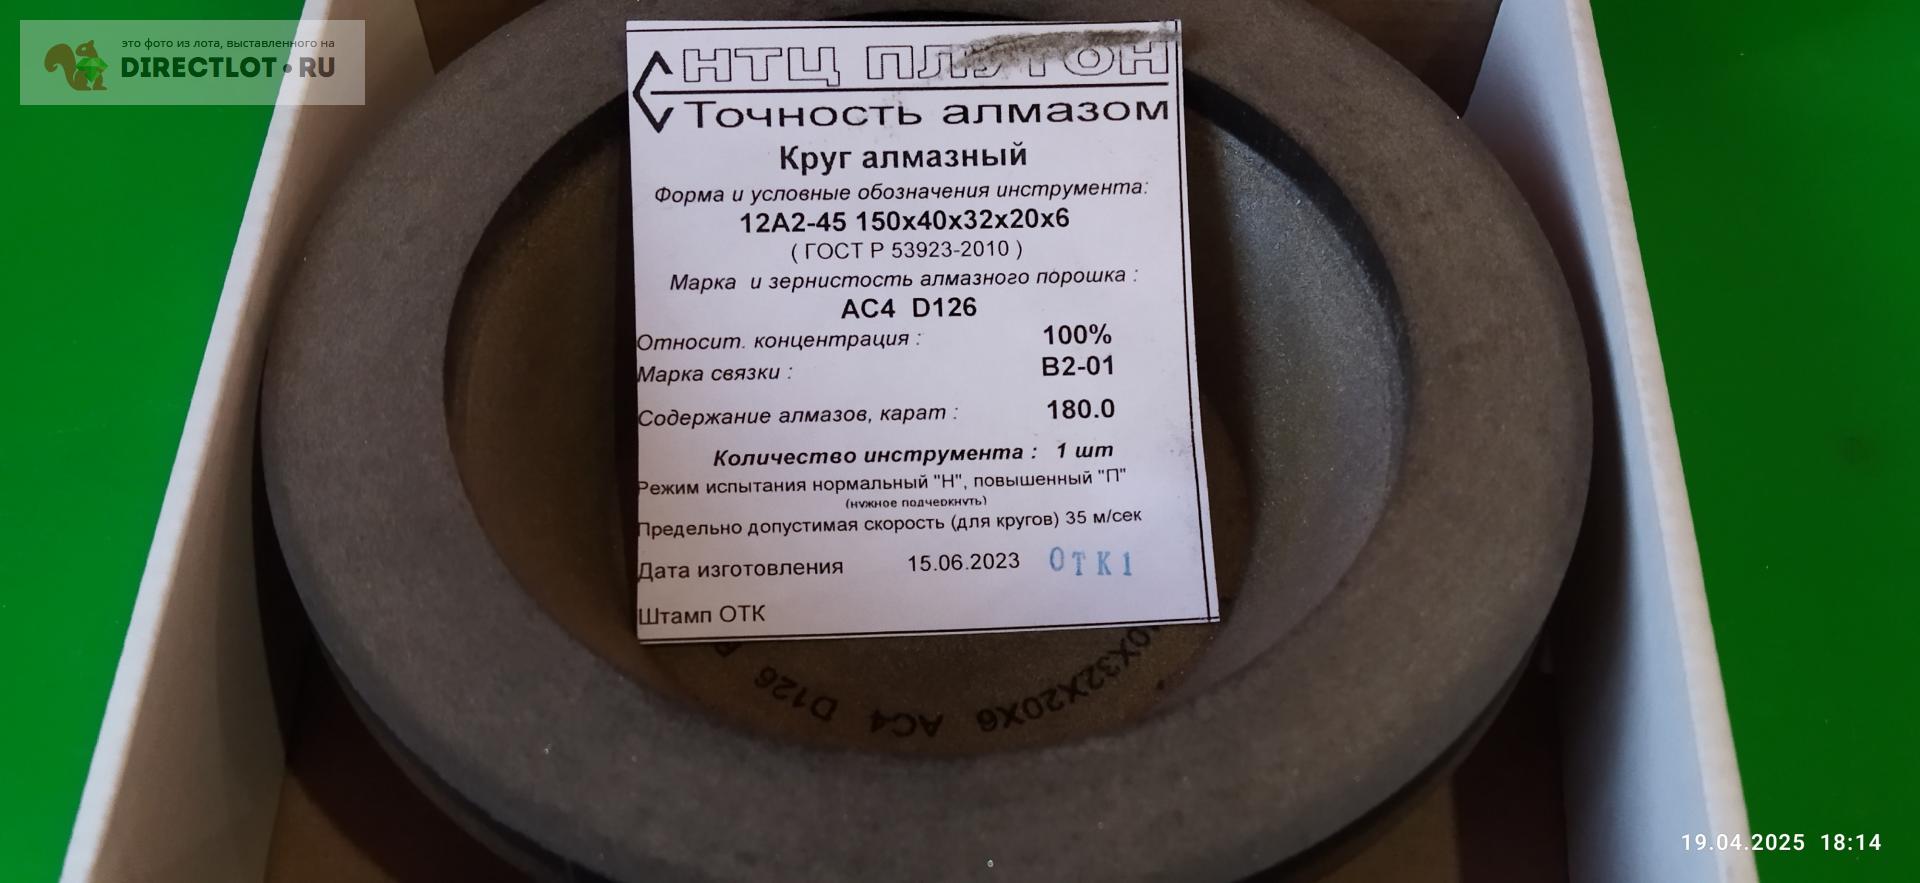 это фото из лота, выставленного на
DIRECTLOT•RU
НТЦ ПЛУТОН
Точность алмазом
Круг алмазный
Форма и условные обозначения инструмента:
12А2-45 150х40х32х20х6
( ГОСТ Р 53923-2010 )
Марка и зернистость алмазного порошка :
АС4 D126
Относит. концентрация : 100%
Марка связки : В2-01
Содержание алмазов, карат : 180.0
Количество инструмента : 1 шт
Режим испытания нормальный "Н", повышенный "П"
(нужное подчеркнуть)
Предельно допустимая скорость (для кругов) 35 м/сек
Дата изготовления 15.06.2023 ОТК1
Штамп ОТК
0Х32Х20Х6 АС4 D126
19.04.2025 18:14